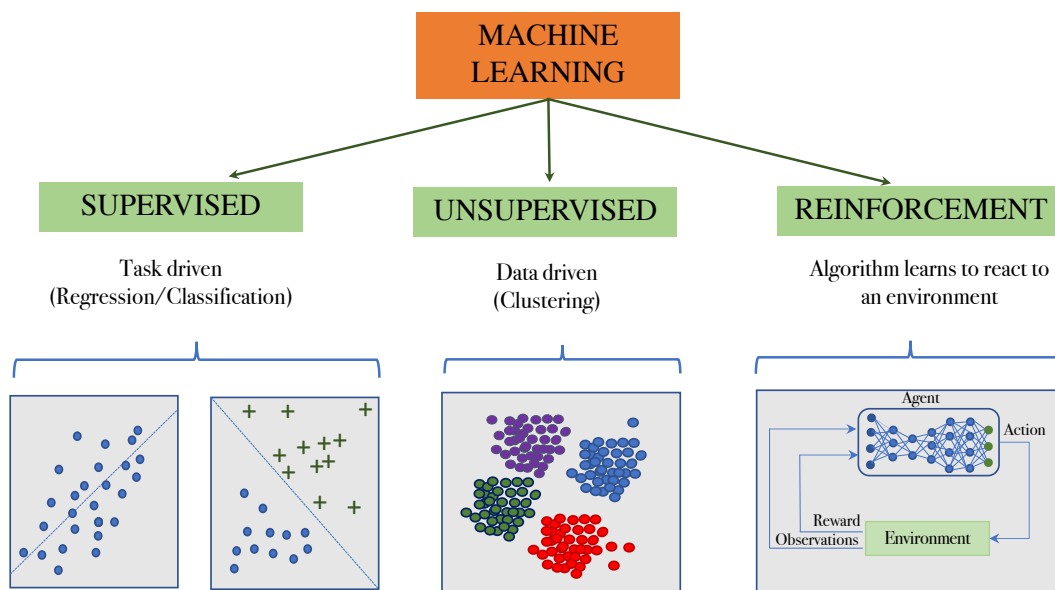 MACHINE
LEARNING
SUPERVISED
UNSUPERVISED
REINFORCEMENT
Task driven
(Regression/Classification)
Data driven
(Clustering)
Algorithm learns to react to
an environment
Agent
Action
Reward
Observations
Environment